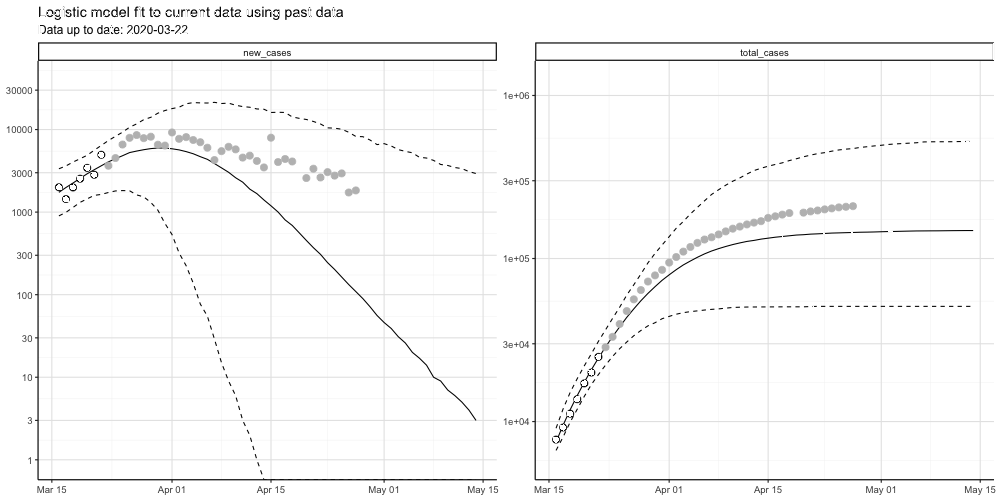 Logistic model fit to current data using past data
Data up to date: 2020-03-22
new_cases
total_cases
30000
10000
3000
1000
300
100
30
10
3
1
Mar 15
Apr 01
Apr 15
May 01
May 15
1e+06
3e+05
1e+05
3e+04
1e+04
Mar 15
Apr 01
Apr 15
May 01
May 15